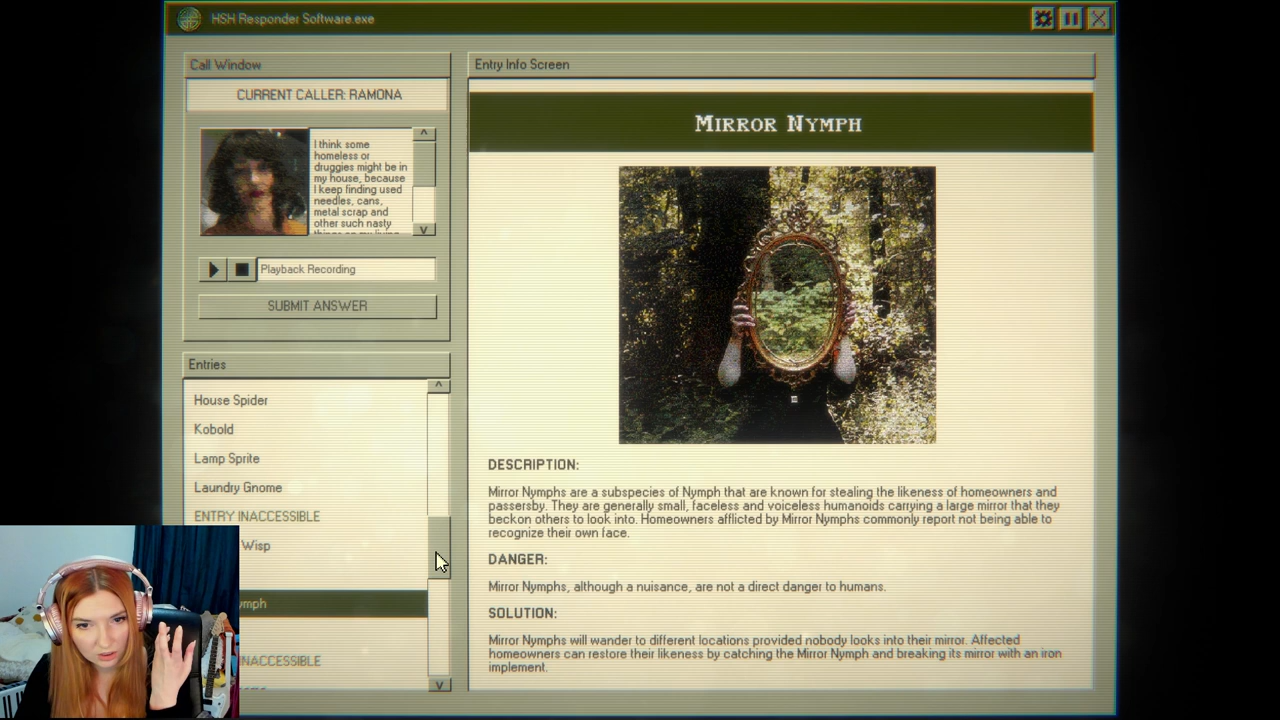 HSH Responder Software.exe
Call Window
CURRENT CALLER: RAMONA
I think some
homeless or
druggies might be in
my house, because
I keep finding used
needles, cans,
metal scrap and
other such nasty
Playback Recording
SUBMIT ANSWER
Entries
House Spider
Kobold
Lamp Sprite
Laundry Gnome
ENTRY INACCESSIBLE
Wisp
ymph
INACCESSIBLE
Entry Info Screen
MIRROR NYMPH
DESCRIPTION:
Mirror Nymphs are a subspecies of Nymph that are known for stealing the likeness of homeowners and
passersby. They are generally small, faceless and voiceless humanoids carrying a large mirror that they
beckon others to look into. Homeowners afflicted by Mirror Nymphs commonly report not being able to
recognize their own face.
DANGER:
Mirror Nymphs, although a nuisance, are not a direct danger to humans.
SOLUTION:
Mirror Nymphs will wander to different locations provided nobody looks into their mirror. Affected
homeowners can restore their likeness by catching the Mirror Nymph and breaking its mirror with an iron
implement.